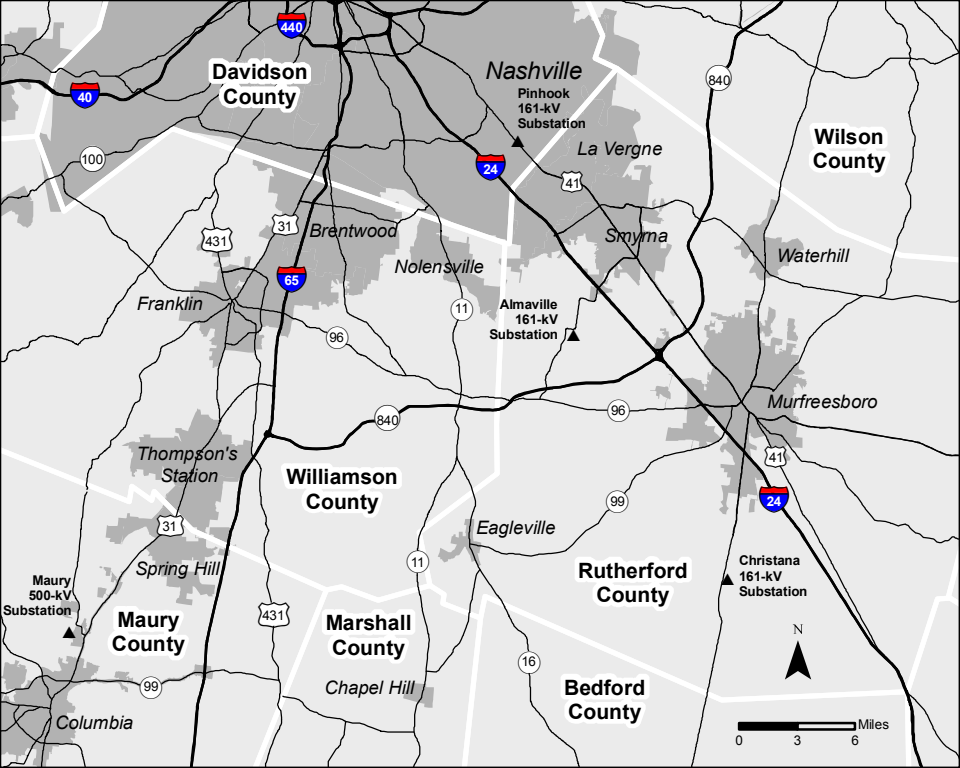 440
Davidson
County
Nashville
840
40
Pinhook
161-kV
Substation
Wilson
County
100
La Vergne
24
41
31
431
Brentwood
Smyrna
Waterhill
65
Nolensville
Franklin
11
Almaville
161-kV
Substation
96
840
96
Murfreesboro
Thompson's
Station
Williamson
County
41
24
99
31
Eagleville
Spring Hill
11
Maury
500-kV
Substation
Rutherford
County
Christana
161-kV
Substation
Maury
County
431
Marshall
County
N
16
99
Chapel Hill
Bedford
County
Columbia
Miles
0 3 6